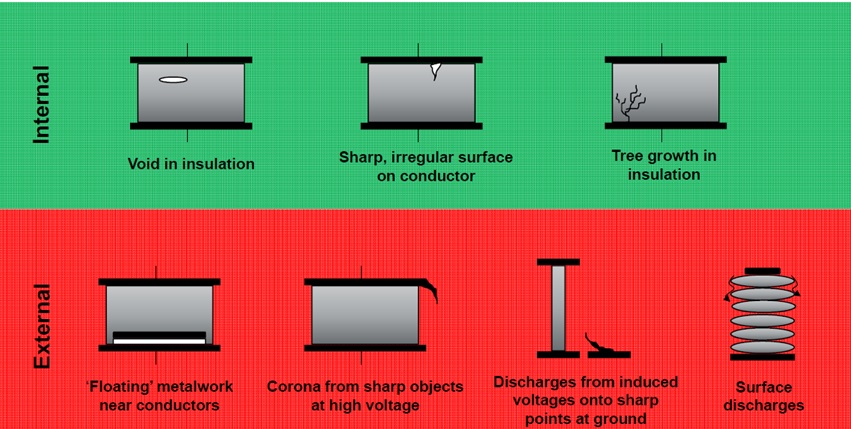 Internal
Void in insulation
Sharp, irregular surface
on conductor
Tree growth in
insulation
External
‘Floating’ metalwork
near conductors
Corona from sharp objects
at high voltage
Discharges from induced
voltages onto sharp
points at ground
Surface
discharges